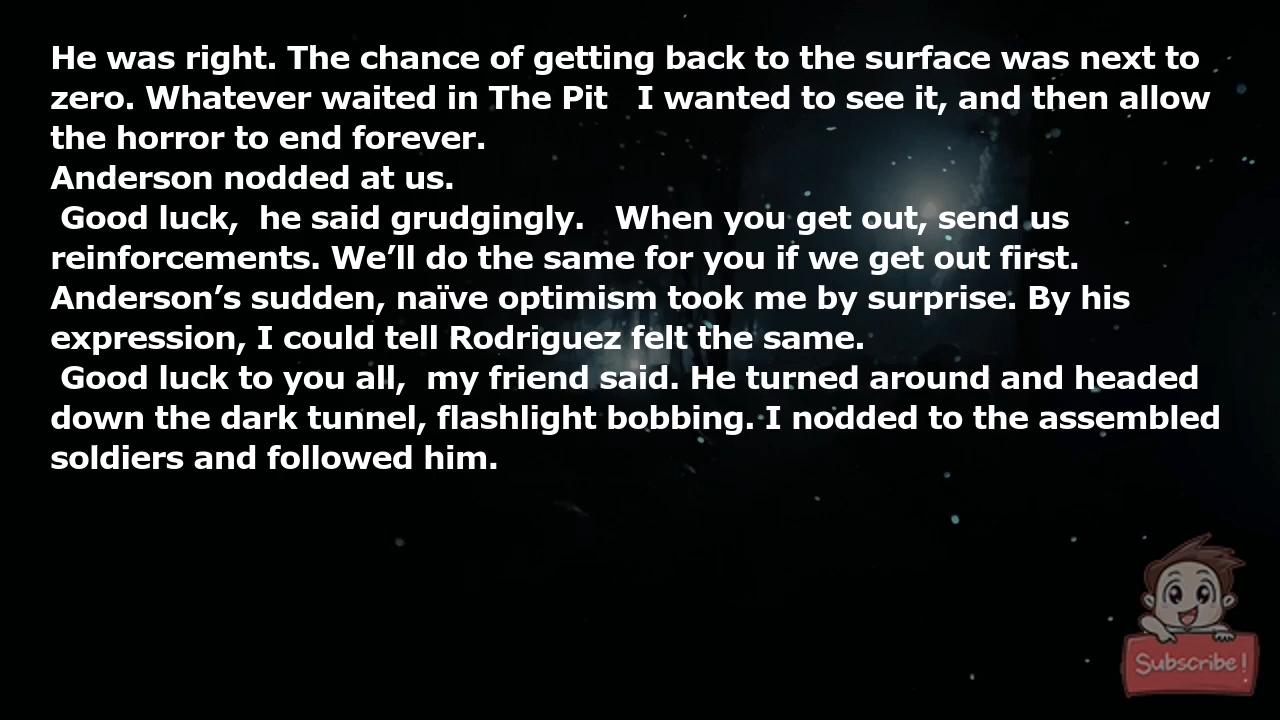 He was right. The chance of getting back to the surface was next to
zero. Whatever waited in The Pit   I wanted to see it, and then allow
the horror to end forever.
Anderson nodded at us.
 Good luck,  he said grudgingly.   When you get out, send us
reinforcements. We’ll do the same for you if we get out first.
Anderson’s sudden, naïve optimism took me by surprise. By his
expression, I could tell Rodriguez felt the same.
 Good luck to you all,  my friend said. He turned around and headed
down the dark tunnel, flashlight bobbing. I nodded to the assembled
soldiers and followed him.
Subscribe!